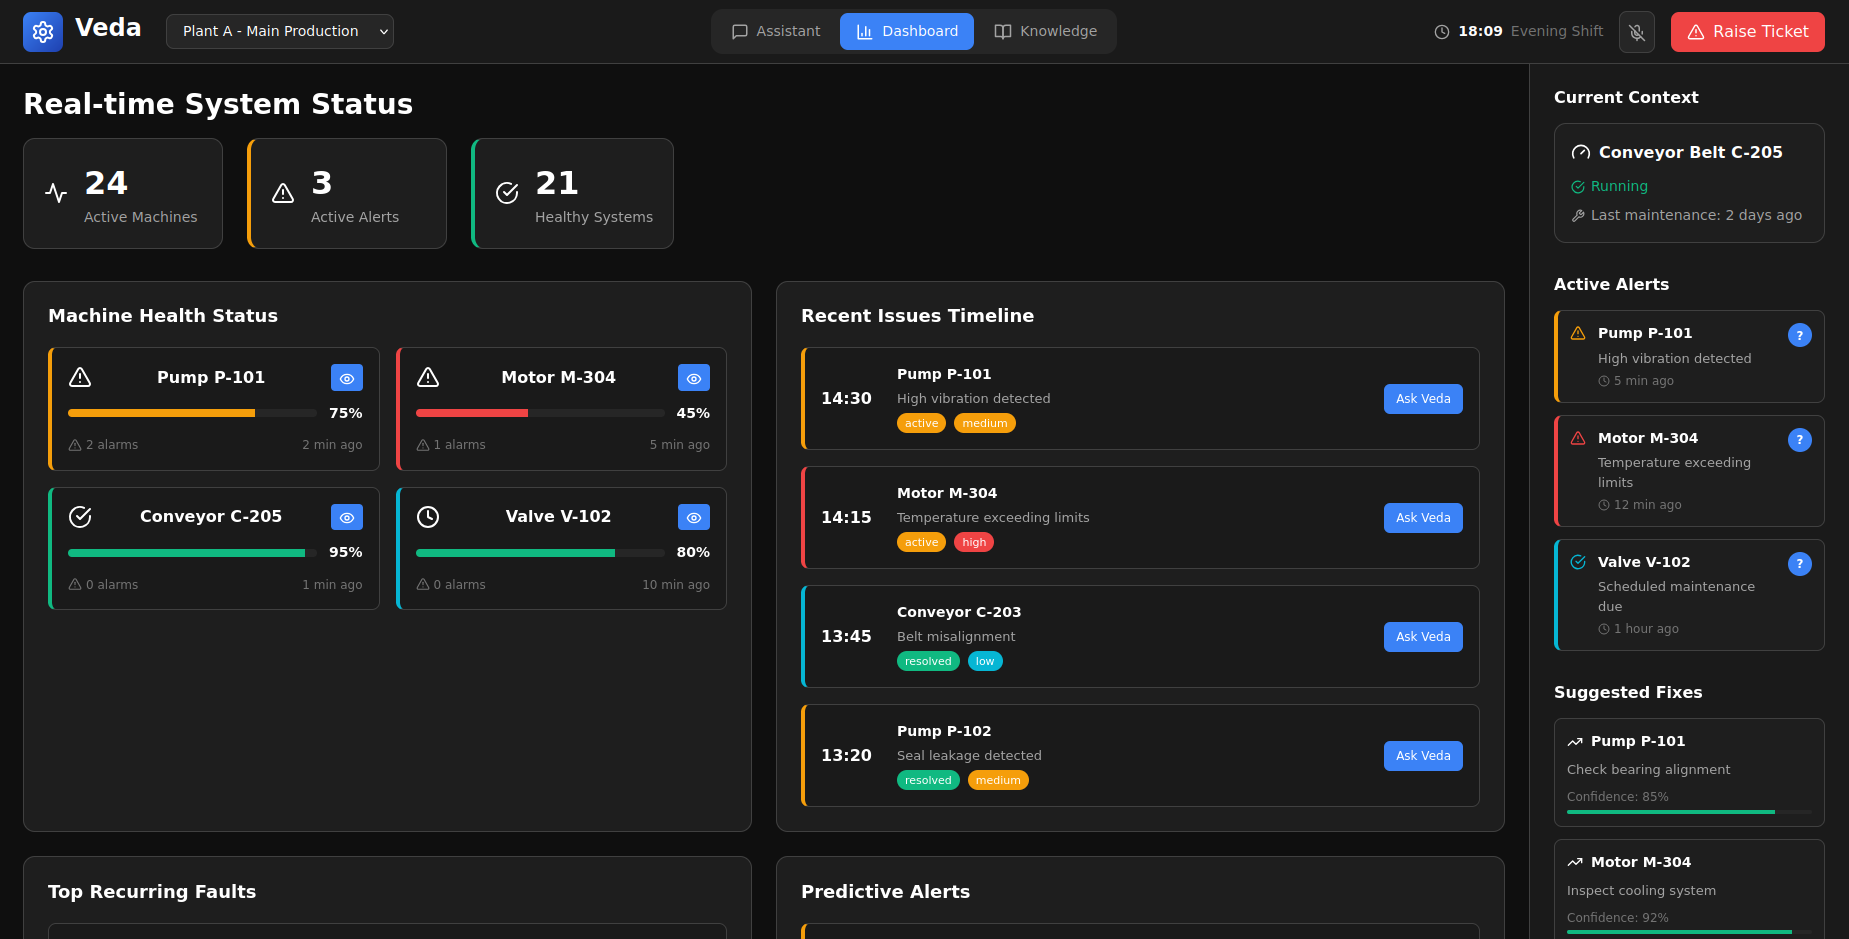 Veda
Plant A - Main Production
Assistant
Dashboard
Knowledge
18:09 Evening Shift
Raise Ticket
Real-time System Status
24
Active Machines
3
Active Alerts
21
Healthy Systems
Machine Health Status
Pump P-101
75%
2 alarms
2 min ago
Motor M-304
45%
1 alarms
5 min ago
Conveyor C-205
95%
0 alarms
1 min ago
Valve V-102
80%
0 alarms
10 min ago
Recent Issues Timeline
14:30
Pump P-101
High vibration detected
active medium
Ask Veda
14:15
Motor M-304
Temperature exceeding limits
active high
Ask Veda
13:45
Conveyor C-203
Belt misalignment
resolved low
Ask Veda
13:20
Pump P-102
Seal leakage detected
resolved medium
Ask Veda
Top Recurring Faults
Predictive Alerts
Current Context
Conveyor Belt C-205
Running
Last maintenance: 2 days ago
Active Alerts
Pump P-101
?
High vibration detected
5 min ago
Motor M-304
?
Temperature exceeding
limits
12 min ago
Valve V-102
?
Scheduled maintenance
due
1 hour ago
Suggested Fixes
Pump P-101
Check bearing alignment
Confidence: 85%
Motor M-304
Inspect cooling system
Confidence: 92%